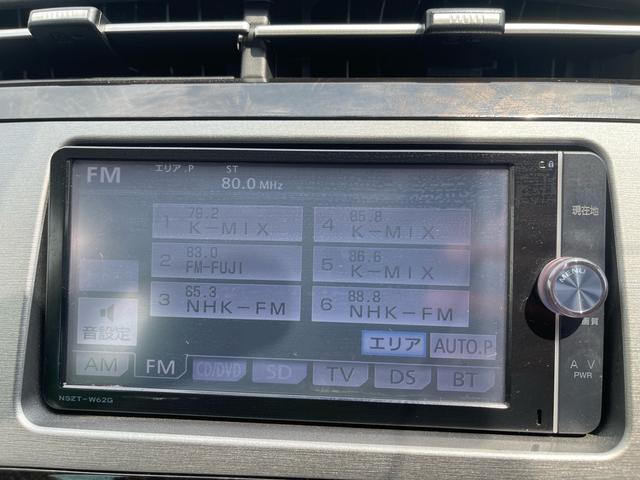 FM
エリア.P ST
80.0 MHz
1 79.2 K-MIX
4 85.8 K-MIX
2 83.0 FM-FUJI
5 86.6 K-MIX
3 65.3 NHK-FM
6 88.8 NHK-FM
音設定
エリア AUTO.P
AM FM CD/DVD SD TV DS BT
NSZT-W62G
現在地
MENU
画質
AV
PWR